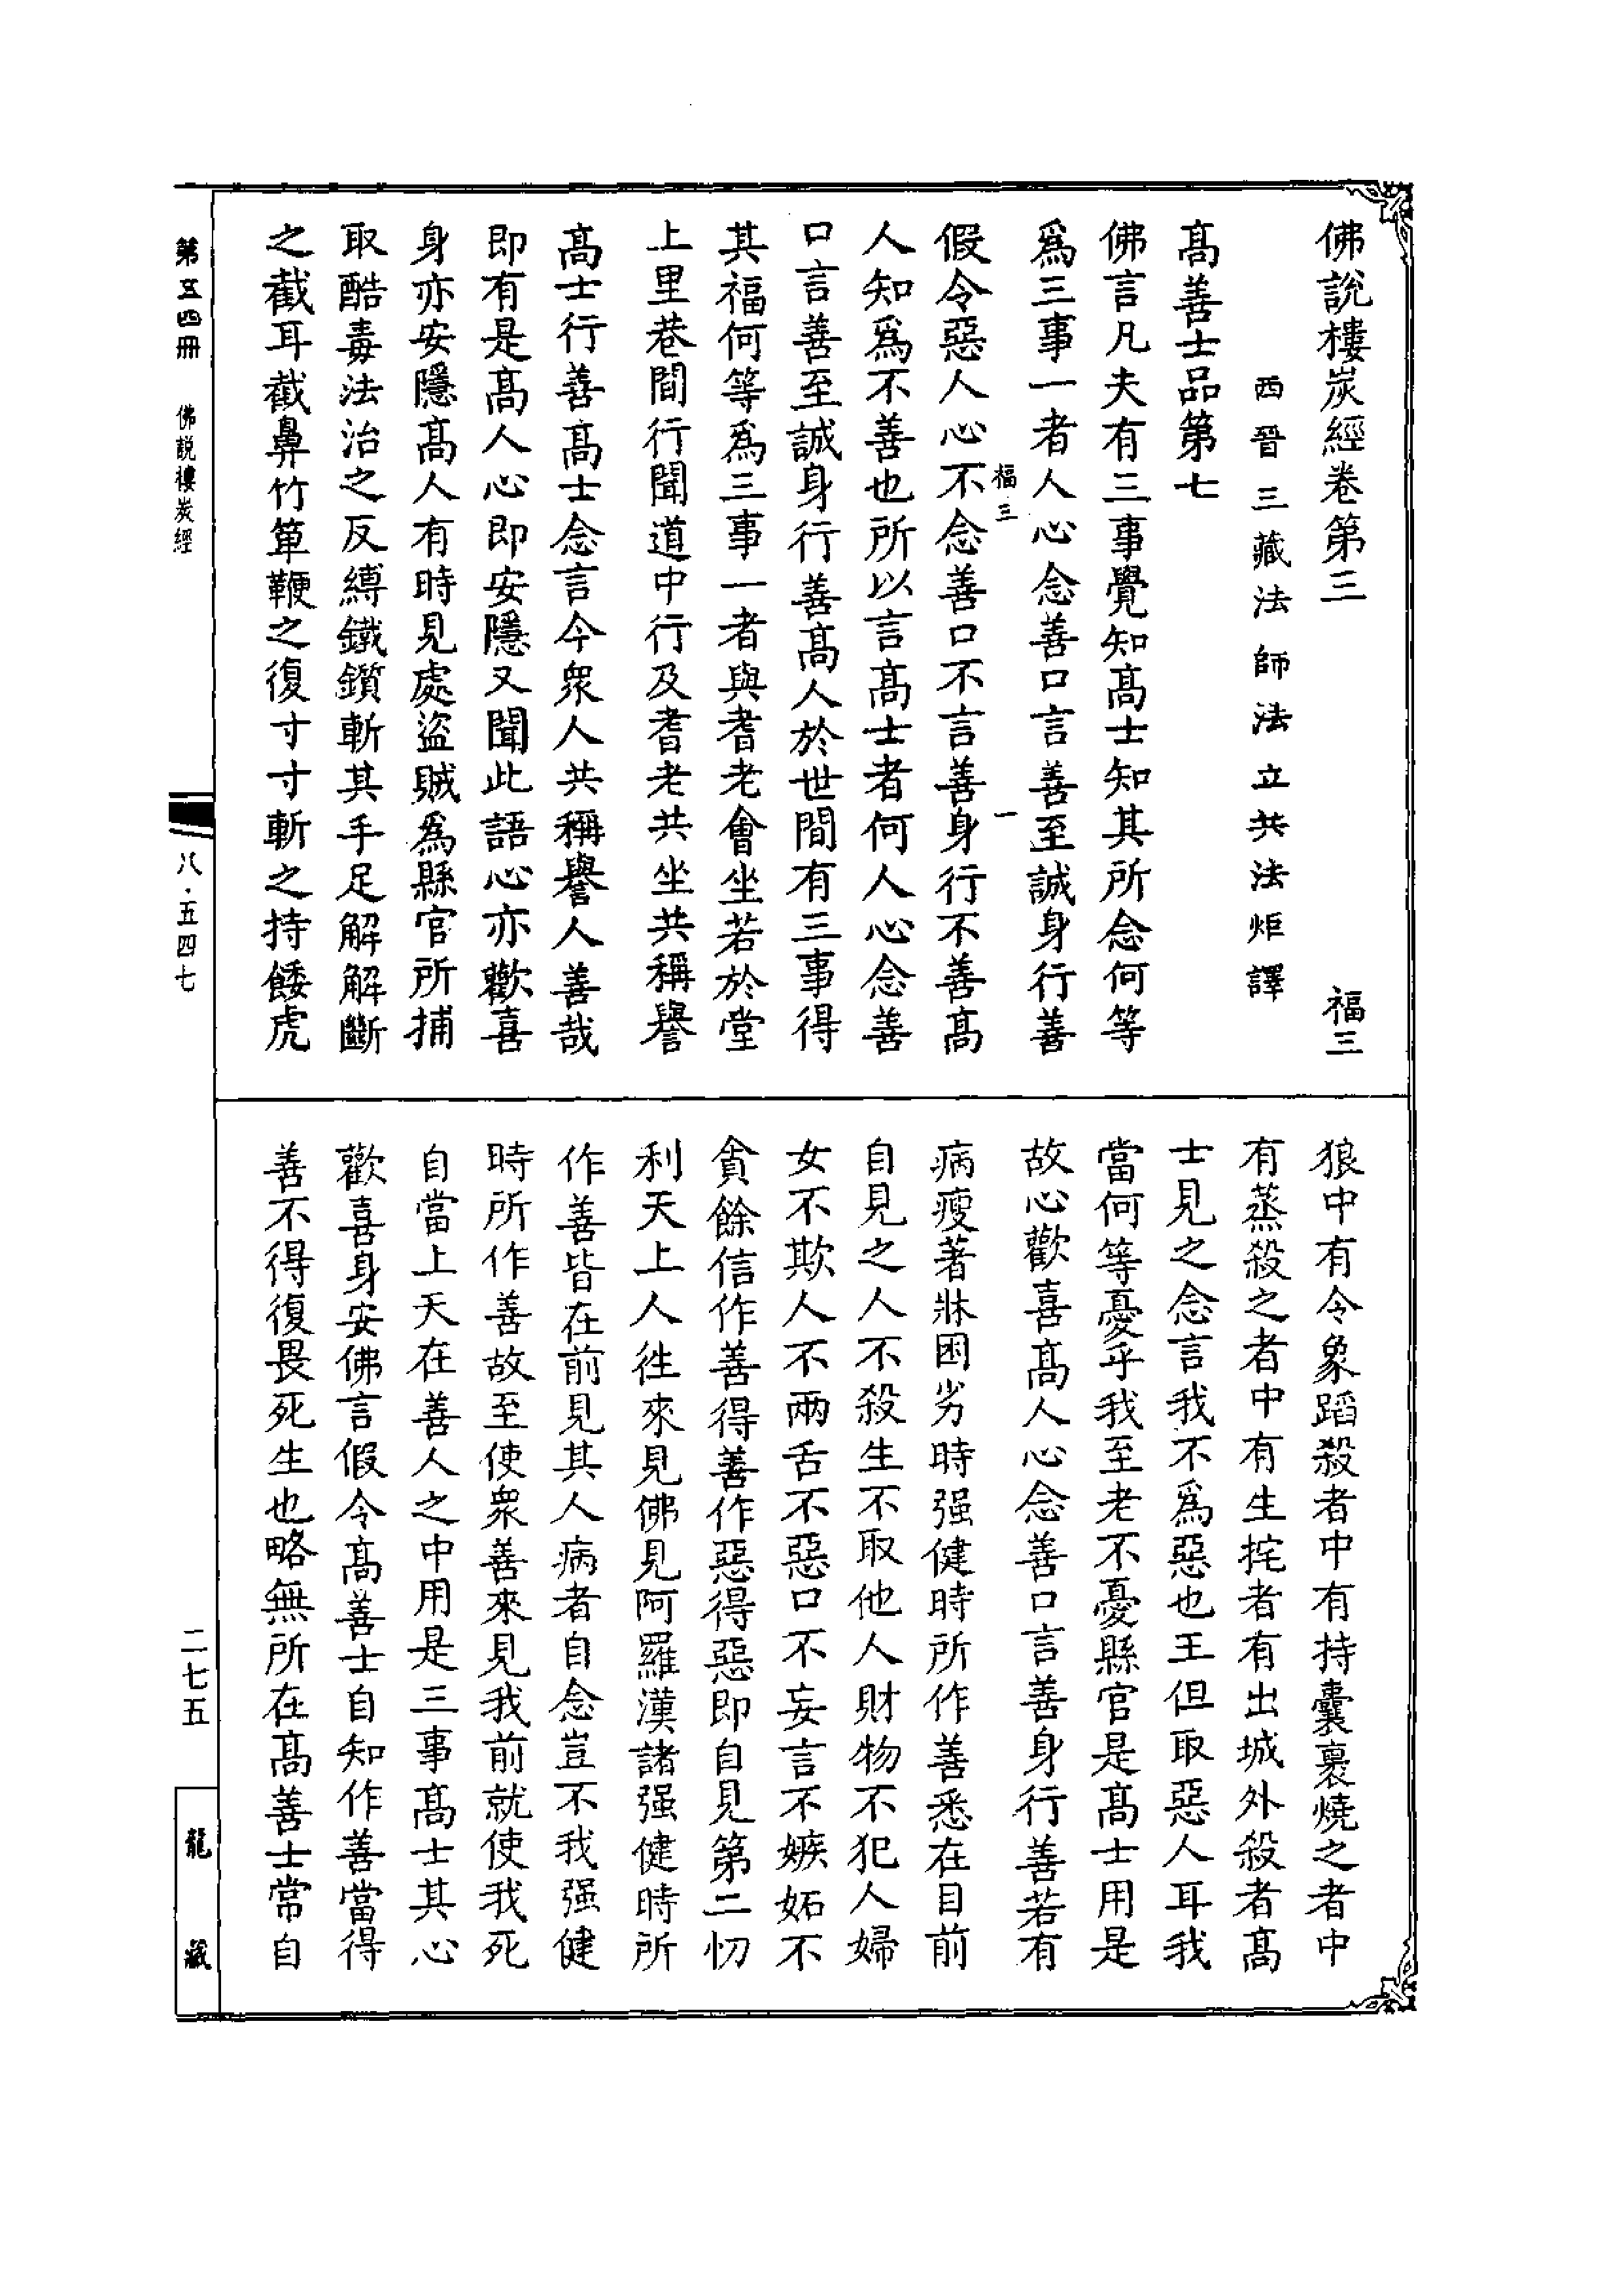 佛說樓炭經卷第三　福三
西晉三藏法師法立共法炬譯
高善士品第七
佛言凡夫有三事覺知高士知其所念何等
爲三事一者人心念善口言善至誠身行善
福三　一
假令惡人心不念善口不言善身行不善高
人知爲不善也所以言高士者何人心念善
口言善至誠身行善高人於世間有三事得
其福何等爲三事一者與耆老會坐若於堂
上里巷間行聞道中行及耆老共坐共稱譽
高士行善高士念言今衆人共稱譽人善哉
即有是高人心即安隱又聞此語心亦歡喜
身亦安隱高人有時見處盜賊爲縣官所捕
取酷毒法治之反縛鐵鑕斬其手足解解斷
之截耳截鼻竹箄鞭之復寸寸斬之持餧虎
狼中有令象蹈殺者中有持囊裹燒之者中
有蒸殺之者中有生挓者有出城外殺者高
士見之念言我不爲惡也王但取惡人耳我
當何等憂乎我至老不憂縣官是高士用是
故心歡喜高人心念善口言善身行善若有
病瘦著牀困劣時强健時所作善悉在目前
自見之人不殺生不取他人財物不犯人婦
女不欺人不兩舌不惡口不妄言不嫉妬不
貪餘信作善得善作惡得惡即自見第二忉
利天上人徃來見佛見阿羅漢諸强健時所
作善皆在前見其人病者自念豈不我强健
時所作善故至使衆善來見我前就使我死
自當上天在善人之中用是三事高士其心
歡喜身安佛言假令高善士自知作善當得
善不得復畏死生也略無所在高善士常自
第五四冊　佛説樓炭經
八·五四七
二七五
龍藏